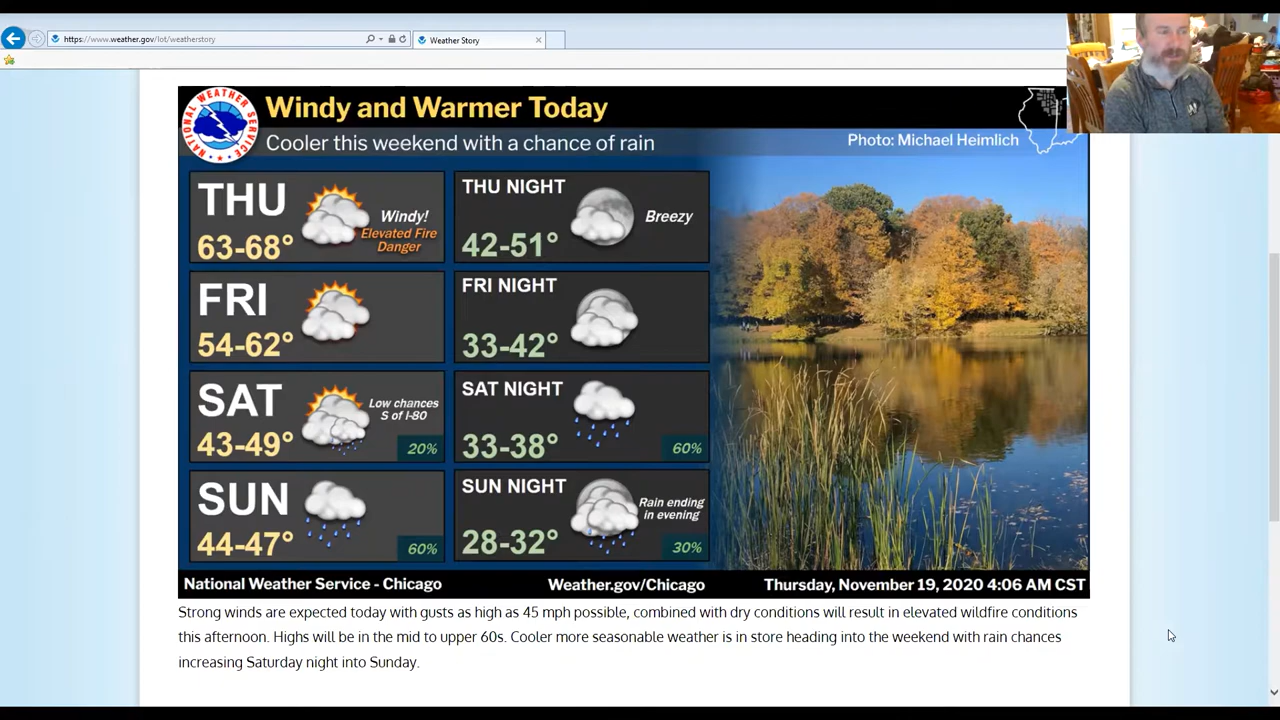 https://www.weather.gov/lot/weatherstory
Weather Story
NATIONAL WEATHER SERVICE
Windy and Warmer Today
Cooler this weekend with a chance of rain
Photo: Michael Heimlich
THU
63-68°
Windy!
Elevated Fire
Danger
THU NIGHT
42-51°
Breezy
FRI
54-62°
FRI NIGHT
33-42°
SAT
43-49°
Low chances
S of I-80
20%
SAT NIGHT
33-38°
60%
SUN
44-47°
60%
SUN NIGHT
28-32°
Rain ending
in evening
30%
National Weather Service - Chicago
Weather.gov/Chicago
Thursday, November 19, 2020 4:06 AM CST
Strong winds are expected today with gusts as high as 45 mph possible, combined with dry conditions will result in elevated wildfire conditions
this afternoon. Highs will be in the mid to upper 60s. Cooler more seasonable weather is in store heading into the weekend with rain chances
increasing Saturday night into Sunday.